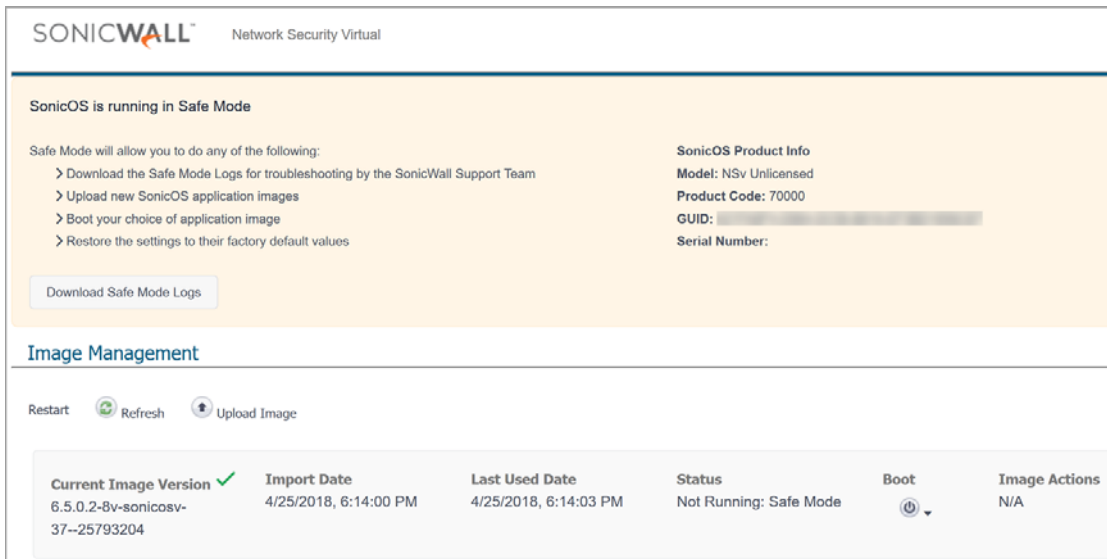 SONICWALL Network Security Virtual
SonicOS is running in Safe Mode
Safe Mode will allow you to do any of the following:
Download the Safe Mode Logs for troubleshooting by the SonicWall Support Team
Upload new SonicOS application images
Boot your choice of application image
Restore the settings to their factory default values
Download Safe Mode Logs
SonicOS Product Info
Model: NSv Unlicensed
Product Code: 70000
GUID:
Serial Number:
Image Management
Restart Refresh Upload Image
Current Image Version Import Date Last Used Date Status Boot Image Actions
6.5.0.2-8v-sonicosv- 4/25/2018, 6:14:00 PM 4/25/2018, 6:14:03 PM Not Running: Safe Mode N/A
37--25793204